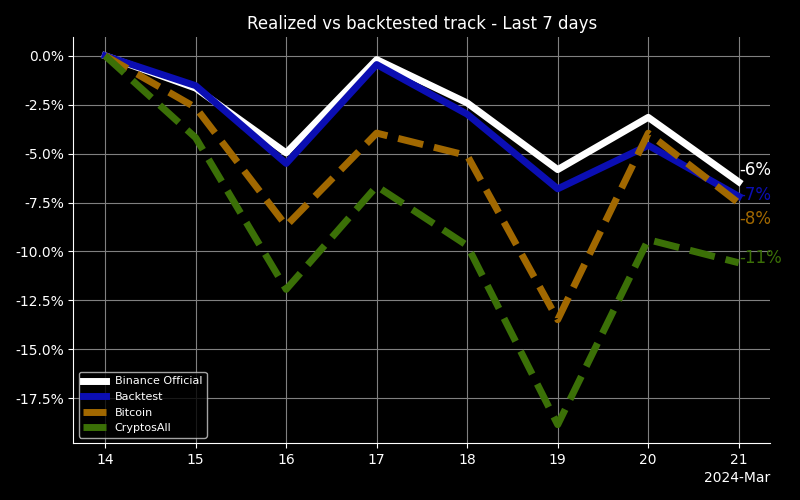 Realized vs backtested track - Last 7 days
0.0%
-2.5%
-5.0%
-7.5%
-10.0%
-12.5%
-15.0%
-17.5%
-6%
-7%
-8%
-11%
Binance Official
Backtest
Bitcoin
CryptosAll
14 15 16 17 18 19 20 21
2024-Mar